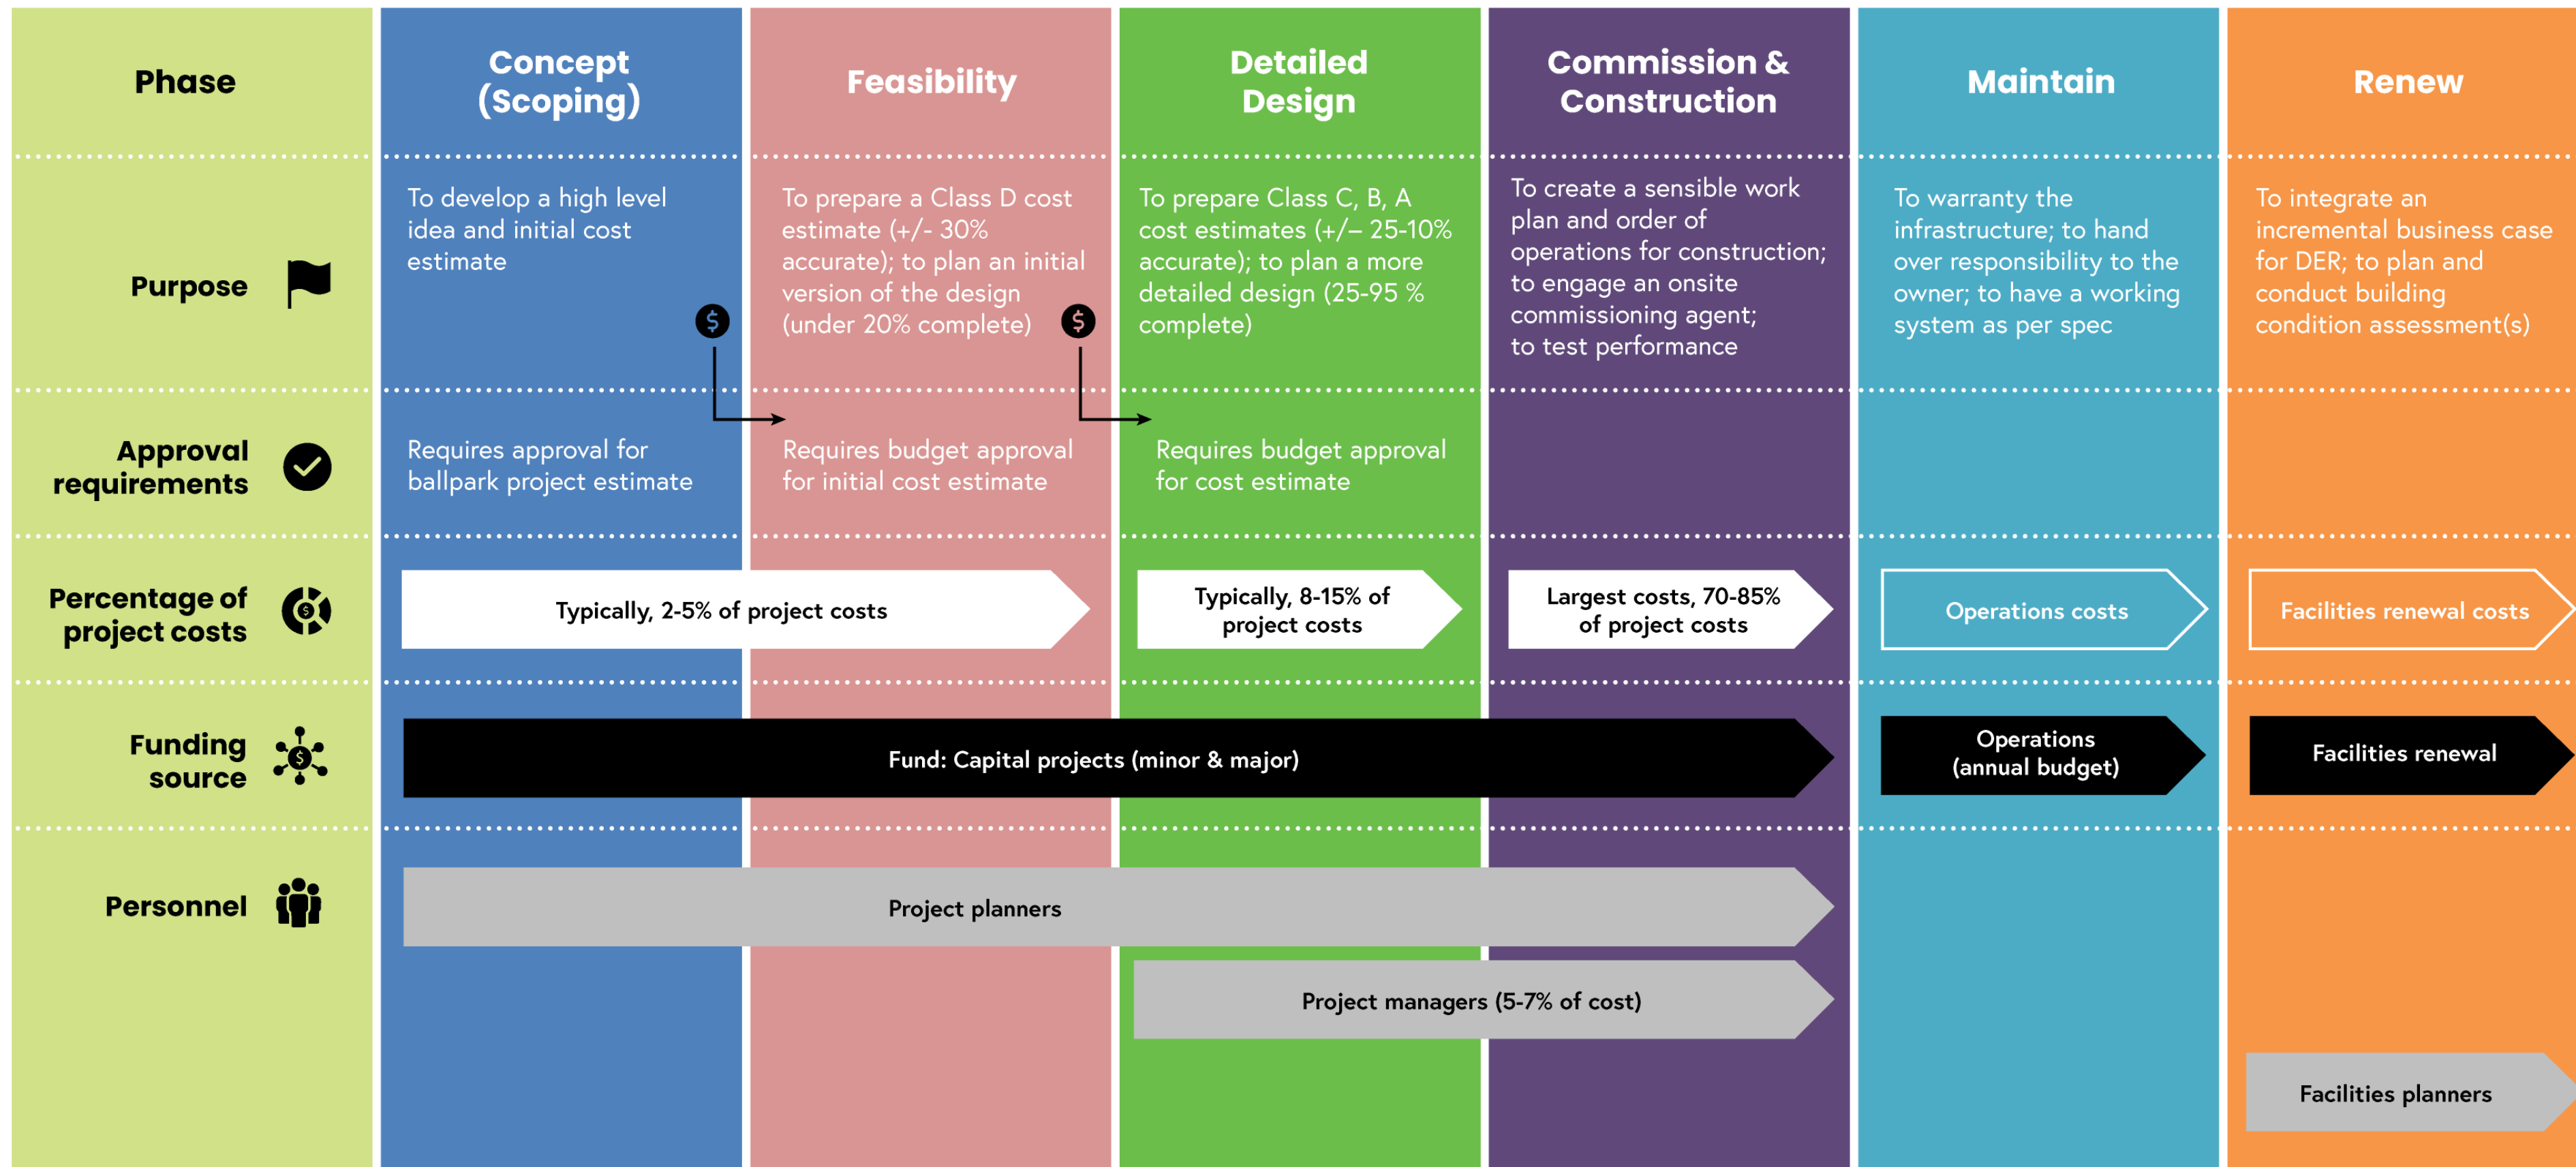 Phase
Concept
(Scoping)
Feasibility
Detailed
Design
Commission &
Construction
Maintain
Renew
Purpose
To develop a high level
idea and initial cost
estimate
$
To prepare a Class D cost
estimate (+/- 30%
accurate); to plan an initial
version of the design
(under 20% complete)
$
To prepare Class C, B, A
cost estimates (+/– 25-10%
accurate); to plan a more
detailed design (25-95 %
complete)
To create a sensible work
plan and order of
operations for construction;
to engage an onsite
commissioning agent;
to test performance
To warranty the
infrastructure; to hand
over responsibility to the
owner; to have a working
system as per spec
To integrate an
incremental business case
for DER; to plan and
conduct building
condition assessment(s)
Approval
requirements
Requires approval for
ballpark project estimate
Requires budget approval
for initial cost estimate
Requires budget approval
for cost estimate
Percentage of
project costs
$
Typically, 2-5% of project costs
Typically, 8-15% of
project costs
Largest costs, 70-85%
of project costs
Operations costs
Facilities renewal costs
Funding
source
$
Fund: Capital projects (minor & major)
Operations
(annual budget)
Facilities renewal
Personnel
Project planners
Project managers (5-7% of cost)
Facilities planners